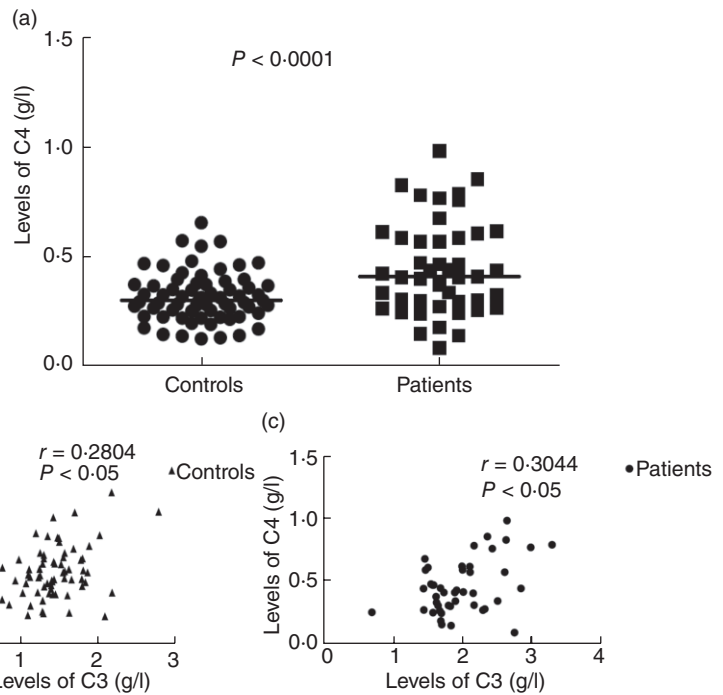 (a)
1·5
1·0
0·5
0·0
Levels of C4 (g/l)
P < 0·0001
Controls
Patients
r = 0·2804
P < 0·05
Controls
1
2
3
Levels of C3 (g/l)
(c)
1·5
1·0
0·5
0·0
Levels of C4 (g/l)
r = 0·3044
P < 0·05
Patients
0
1
2
3
4
Levels of C3 (g/l)